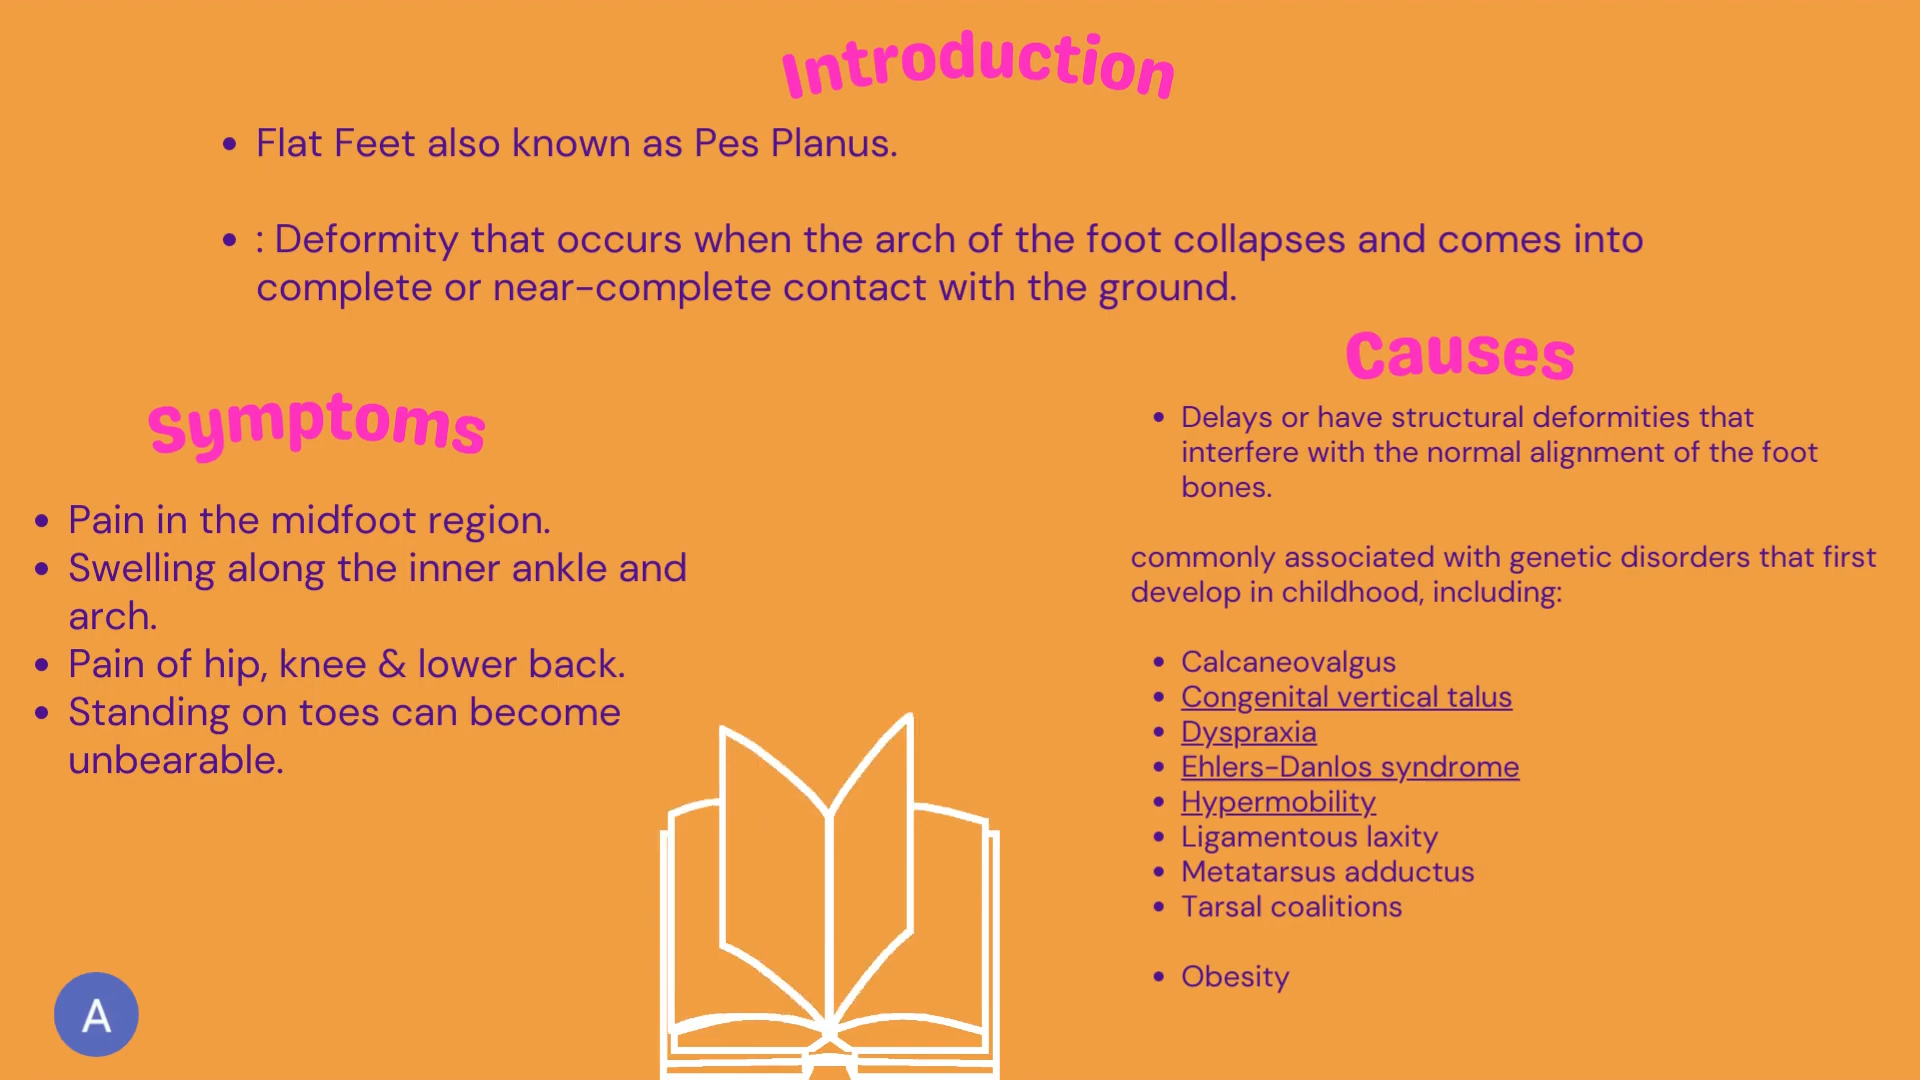 Introduction
• Flat Feet also known as Pes Planus.
• : Deformity that occurs when the arch of the foot collapses and comes into
complete or near-complete contact with the ground.
Symptoms
• Pain in the midfoot region.
• Swelling along the inner ankle and
arch.
• Pain of hip, knee & lower back.
• Standing on toes can become
unbearable.
Causes
• Delays or have structural deformities that
interfere with the normal alignment of the foot
bones.
commonly associated with genetic disorders that first
develop in childhood, including:
• Calcaneovalgus
• Congenital vertical talus
• Dyspraxia
• Ehlers-Danlos syndrome
• Hypermobility
• Ligamentous laxity
• Metatarsus adductus
• Tarsal coalitions
• Obesity
A